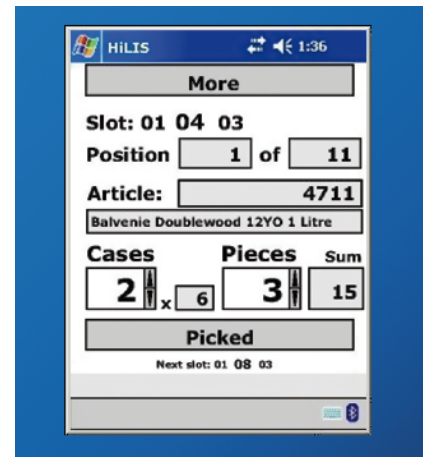 HiLIS 1:36
More
Slot: 01 04 03
Position 1 of 11
Article: 4711
Balvenie Doublewood 12YO 1 Litre
Cases Pieces Sum
2 x 6 3 15
Picked
Next slot: 01 08 03